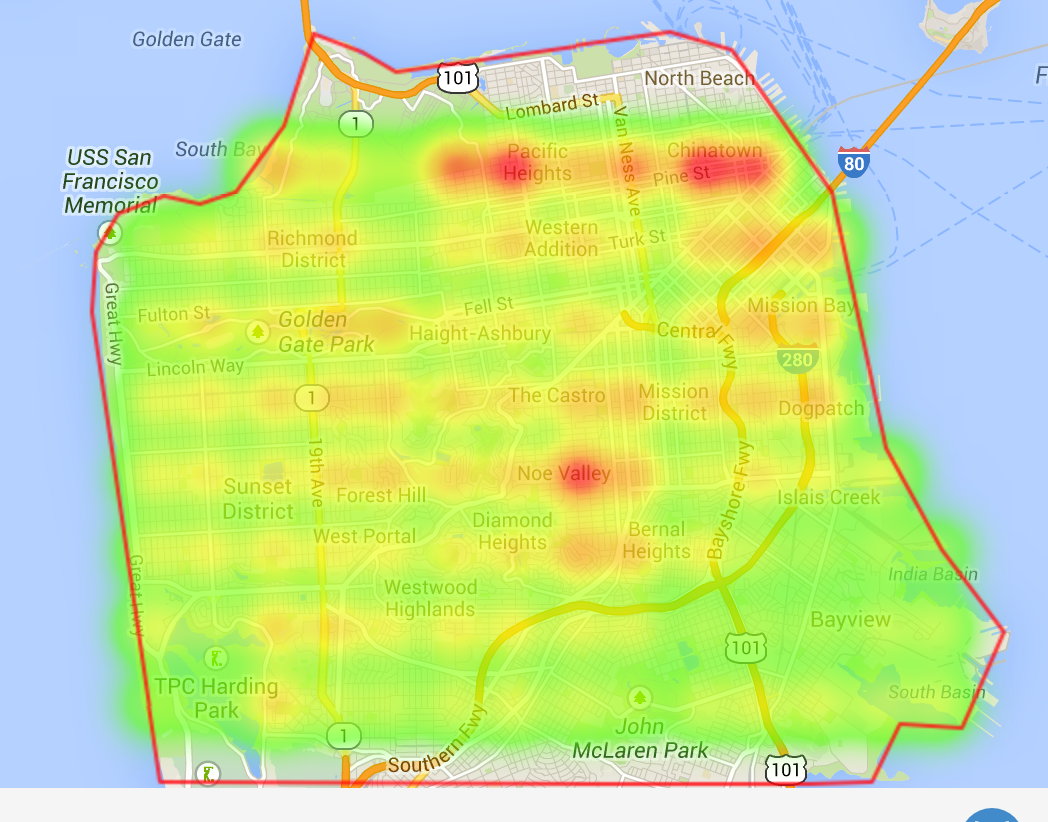 Golden Gate
101
North Beach
Lombard St
1
Van Ness Ave
South Bay
USS San
Francisco
Memorial
Pacific
Heights
Chinatown
Pine St
80
Western
Addition
Turk St
Richmond
District
Great Hwy
Fulton St
Fell St
Mission Bay
Golden
Gate Park
Haight-Ashbury
Central Fwy
280
Lincoln Way
1
The Castro
Mission
District
Dogpatch
19th Ave
Noe Valley
Sunset
District
Forest Hill
Bayshore Fwy
Islais Creek
West Portal
Diamond
Heights
Bernal
Heights
Great Hwy
Westwood
Highlands
India Basin
Bayview
101
TPC Harding
Park
South Basin
John
McLaren Park
1
Southern Fwy
101